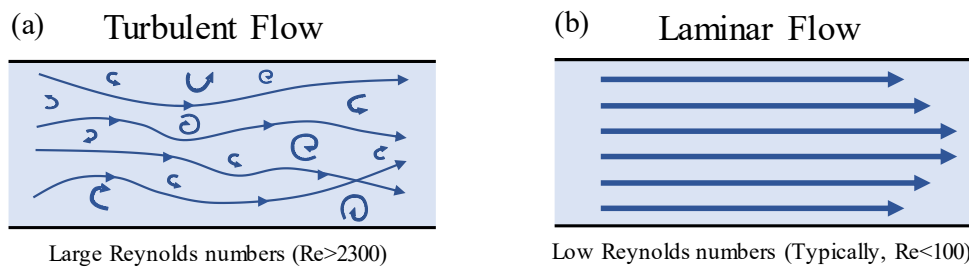 (a) Turbulent Flow
Large Reynolds numbers (Re>2300)
(b) Laminar Flow
Low Reynolds numbers (Typically, Re<100)